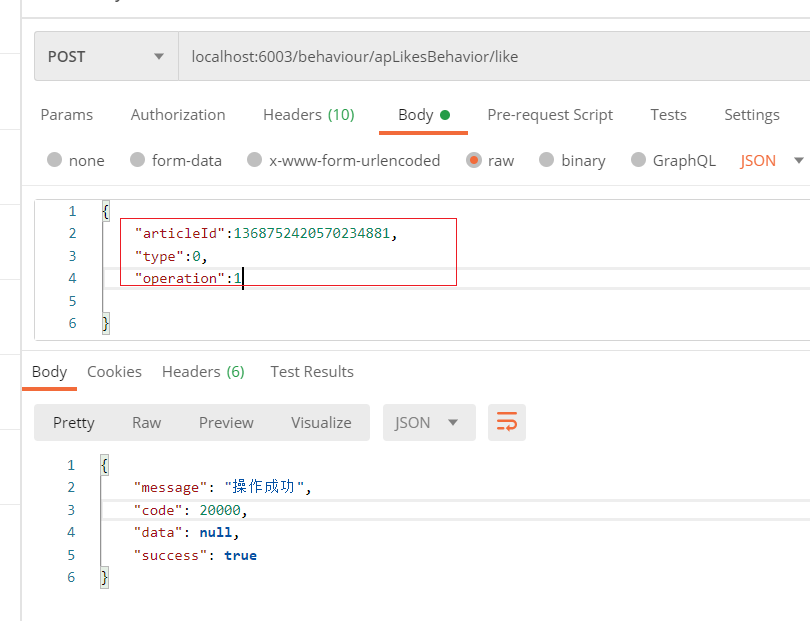 POST localhost:6003/behaviour/apLikesBehavior/like
Params Authorization Headers (10) Body Pre-request Script Tests Settings
none form-data x-www-form-urlencoded raw binary GraphQL JSON
1 {
2 "articleId":1368752420570234881,
3 "type":0,
4 "operation":1
5
6 }
Body Cookies Headers (6) Test Results
Pretty Raw Preview Visualize JSON
1 {
2 "message": "操作成功",
3 "code": 20000,
4 "data": null,
5 "success": true
6 }